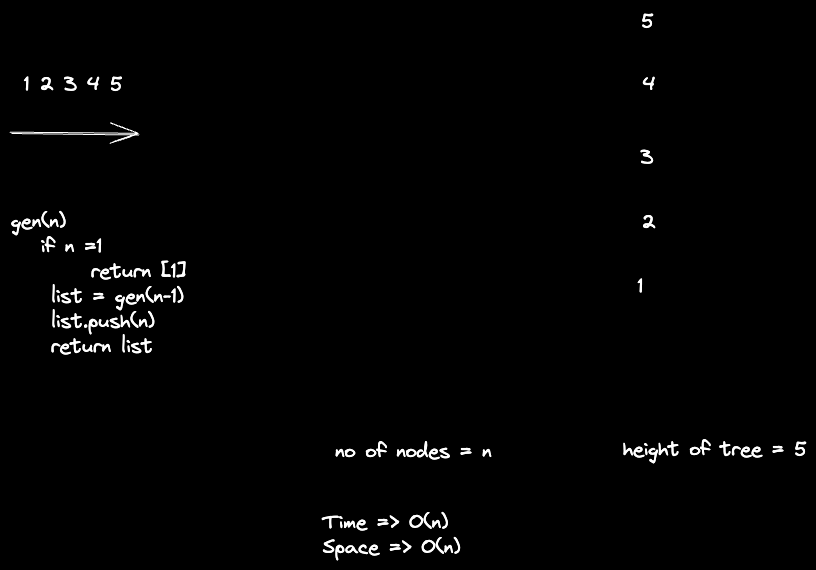 1 2 3 4 5
gen(n)
if n =1
return [1]
list = gen(n-1)
list.push(n)
return list
5
4
3
2
1
no of nodes = n
height of tree = 5
Time => O(n)
Space => O(n)